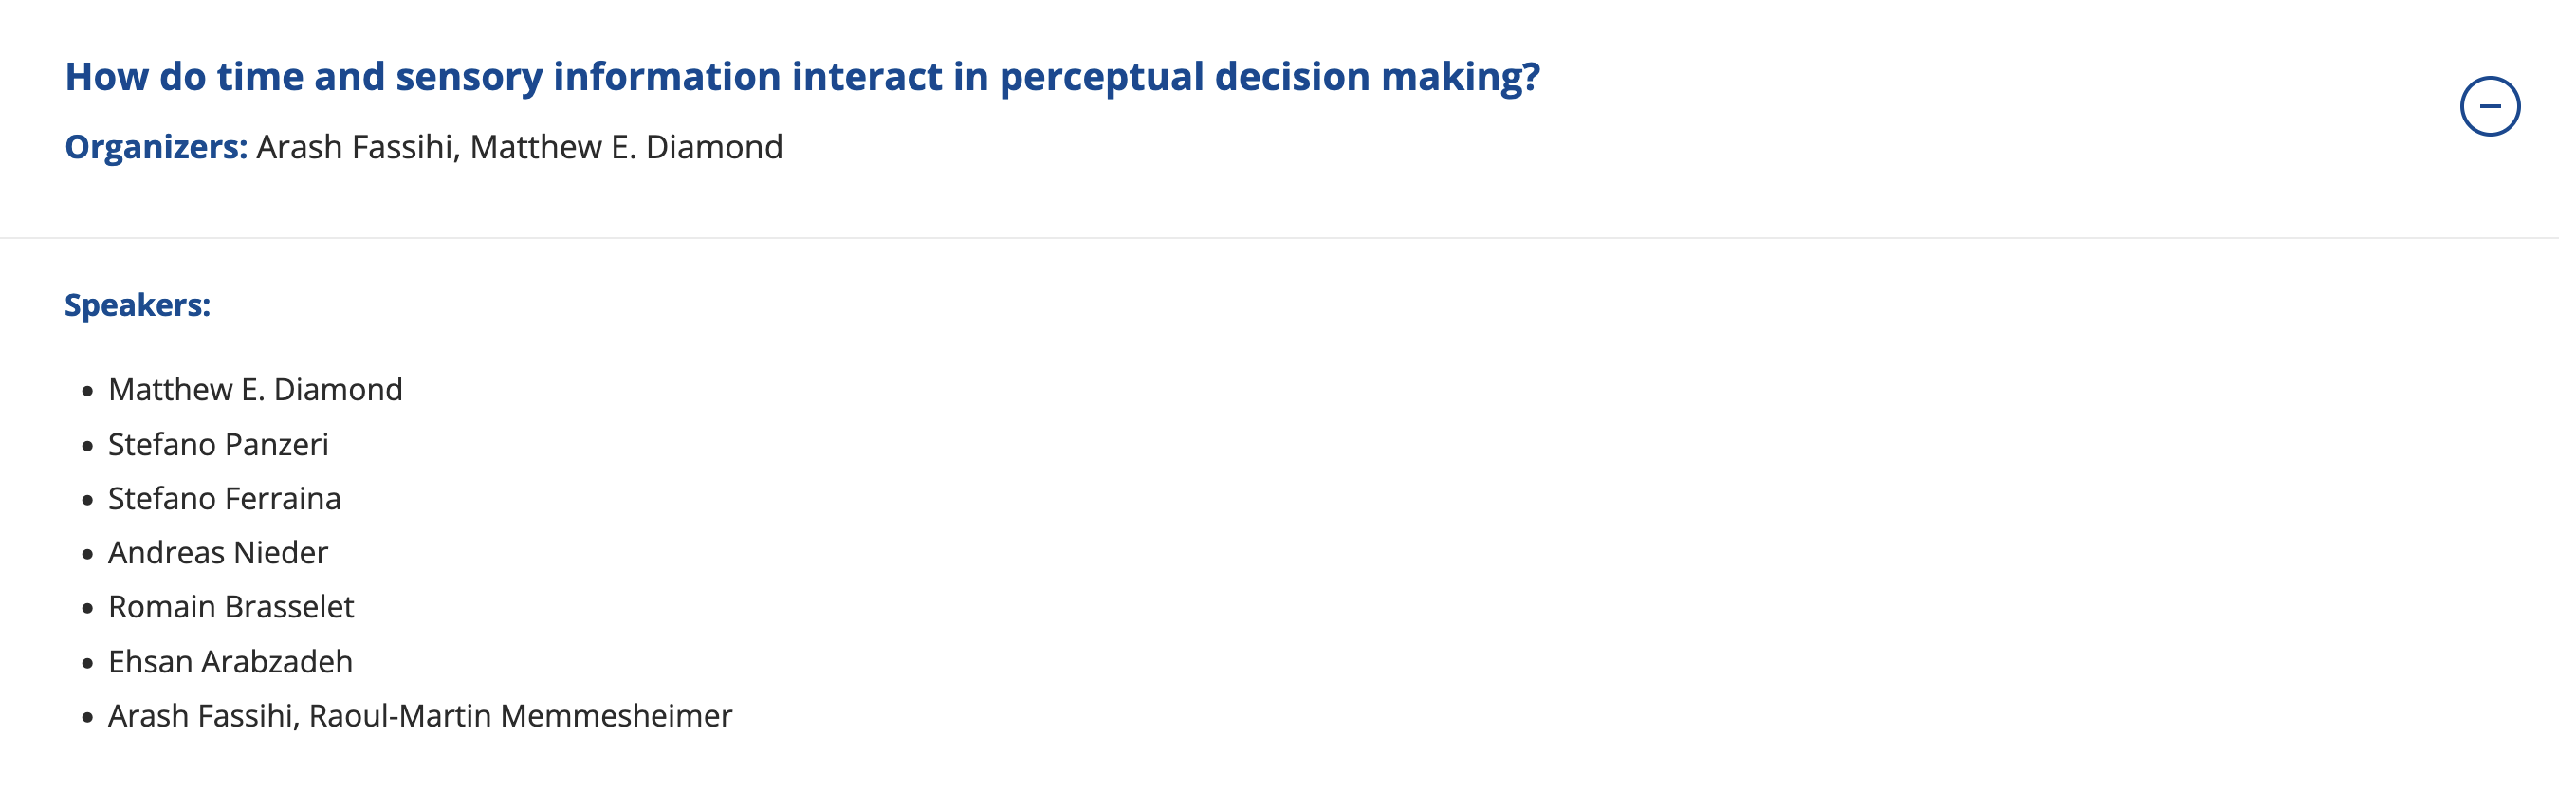 How do time and sensory information interact in perceptual decision making?
Organizers: Arash Fassihi, Matthew E. Diamond
Speakers:
Matthew E. Diamond
Stefano Panzeri
Stefano Ferraina
Andreas Nieder
Romain Brasselet
Ehsan Arabzadeh
Arash Fassihi, Raoul-Martin Memmesheimer